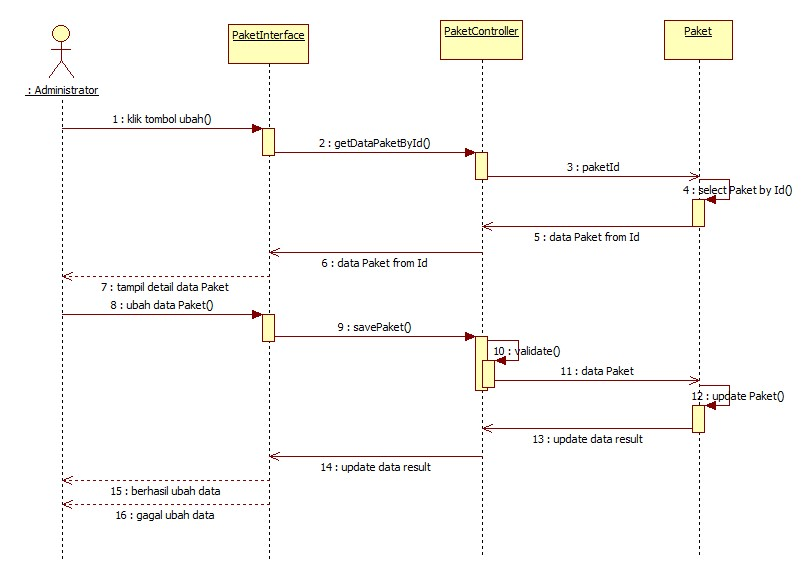 PaketInterface
PaketController
Paket
: Administrator
1 : klik tombol ubah()
2 : getDataPaketById()
3 : paketId
4 : select Paket by Id()
5 : data Paket from Id
6 : data Paket from Id
7 : tampil detail data Paket
8 : ubah data Paket()
9 : savePaket()
10 : validate()
11 : data Paket
12 : update Paket()
13 : update data result
14 : update data result
15 : berhasil ubah data
16 : gagal ubah data